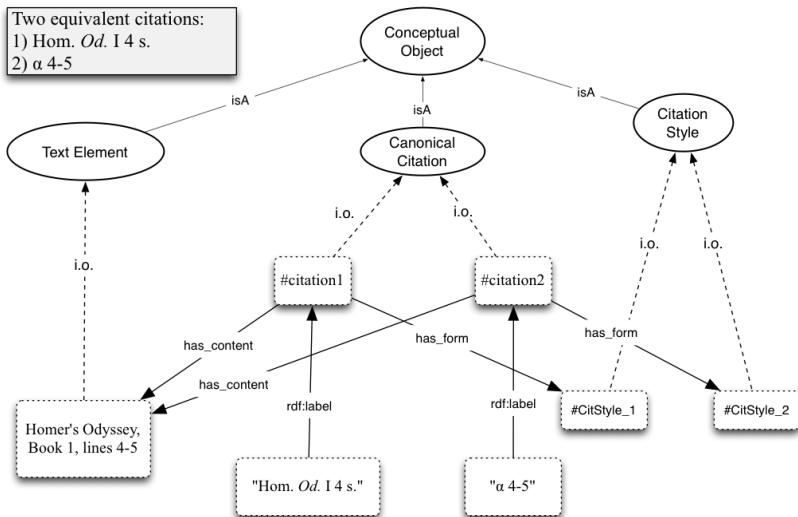 Two equivalent citations:
1) Hom. Od. I 4 s.
2) α 4-5
Conceptual
Object
isA
isA
isA
Text Element
Canonical
Citation
Citation
Style
i.o.
i.o.
i.o.
i.o.
i.o.
#citation1
#citation2
has_content
has_form
has_form
has_content
rdf:label
rdf:label
Homer's Odyssey,
Book 1, lines 4-5
#CitStyle_1
#CitStyle_2
"Hom. Od. I 4 s."
"α 4-5"